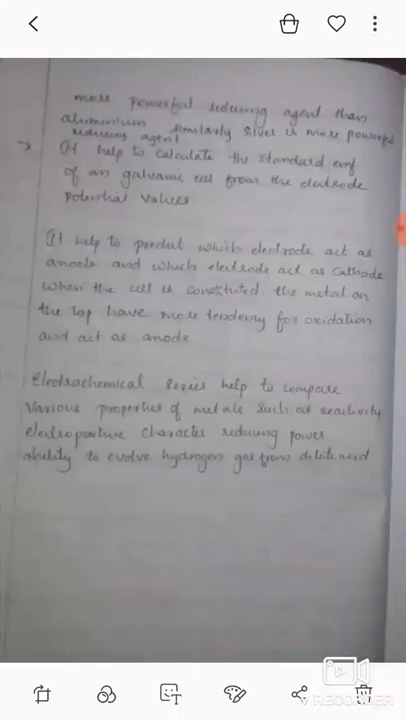 more powerful reducing agent than
aluminium similarly silver is more powerful
reducing agent
→ It help to calculate the standard emf
of an galvanic cell from the electrode
potential values
It help to predict which electrode act as
anode and which electrode act as cathode
when the cell is constituted. the metal on
the top have more tendency for oxidation
and act as anode
Electrochemical series help to compare
various properties of metals such as reactivity
electropositive character reducing power
ability to evolve hydrogen gas from dilute acid
V RECORDER